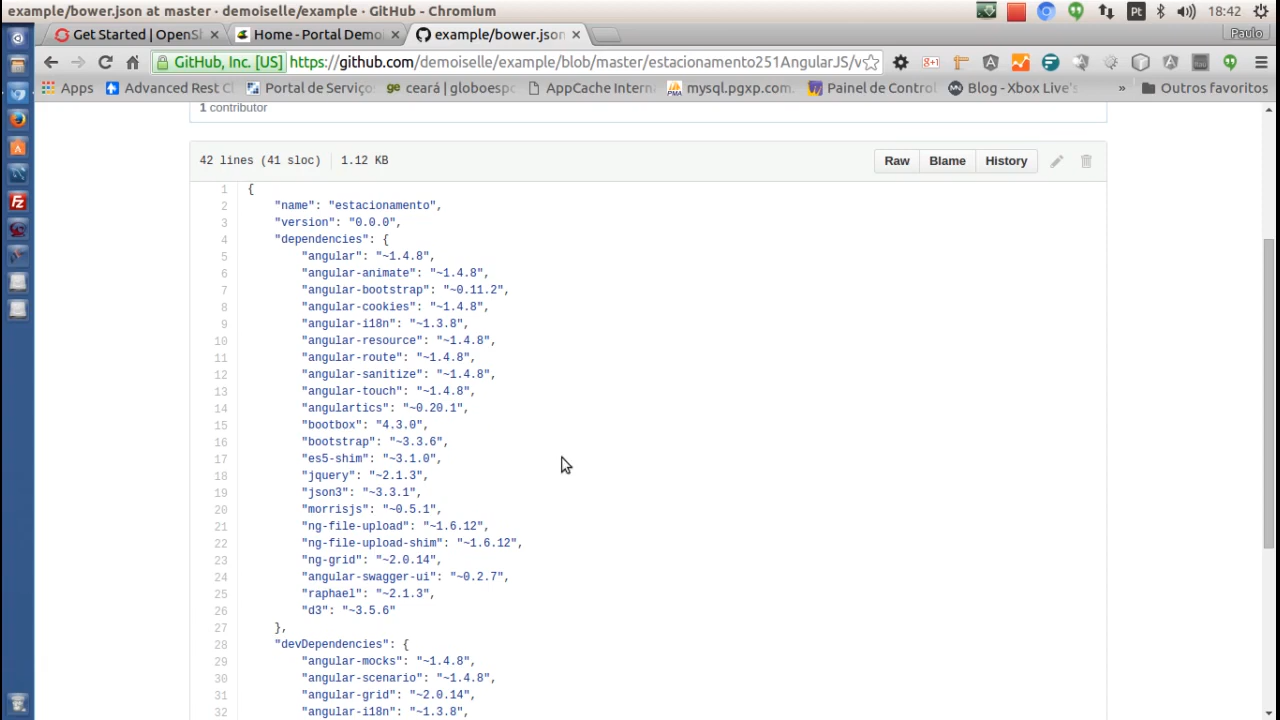 example/bower.json at master · demoiselle/example · GitHub - Chromium
Pt
18:42
Get Started | OpenSh
Home - Portal Demoi
example/bower.json
Paulo
GitHub, Inc. [US]
https://github.com/demoiselle/example/blob/master/estacionamento251AngularJS/v
Apps
Advanced Rest Cl
Portal de Serviço
ceará | globoesp
AppCache Intern
mysql.pgxp.com.
Painel de Control
Blog - Xbox Live's
»
Outros favoritos
1 contributor
42 lines (41 sloc)
1.12 KB
Raw
Blame
History
1 {
2 "name": "estacionamento",
3 "version": "0.0.0",
4 "dependencies": {
5 "angular": "~1.4.8",
6 "angular-animate": "~1.4.8",
7 "angular-bootstrap": "~0.11.2",
8 "angular-cookies": "~1.4.8",
9 "angular-i18n": "~1.3.8",
10 "angular-resource": "~1.4.8",
11 "angular-route": "~1.4.8",
12 "angular-sanitize": "~1.4.8",
13 "angular-touch": "~1.4.8",
14 "angulartics": "~0.20.1",
15 "bootbox": "4.3.0",
16 "bootstrap": "~3.3.6",
17 "es5-shim": "~3.1.0",
18 "jquery": "~2.1.3",
19 "json3": "~3.3.1",
20 "morrisjs": "~0.5.1",
21 "ng-file-upload": "~1.6.12",
22 "ng-file-upload-shim": "~1.6.12",
23 "ng-grid": "~2.0.14",
24 "angular-swagger-ui": "~0.2.7",
25 "raphael": "~2.1.3",
26 "d3": "~3.5.6"
27 },
28 "devDependencies": {
29 "angular-mocks": "~1.4.8",
30 "angular-scenario": "~1.4.8",
31 "angular-grid": "~2.0.14",
32 "angular-i18n": "~1.3.8",